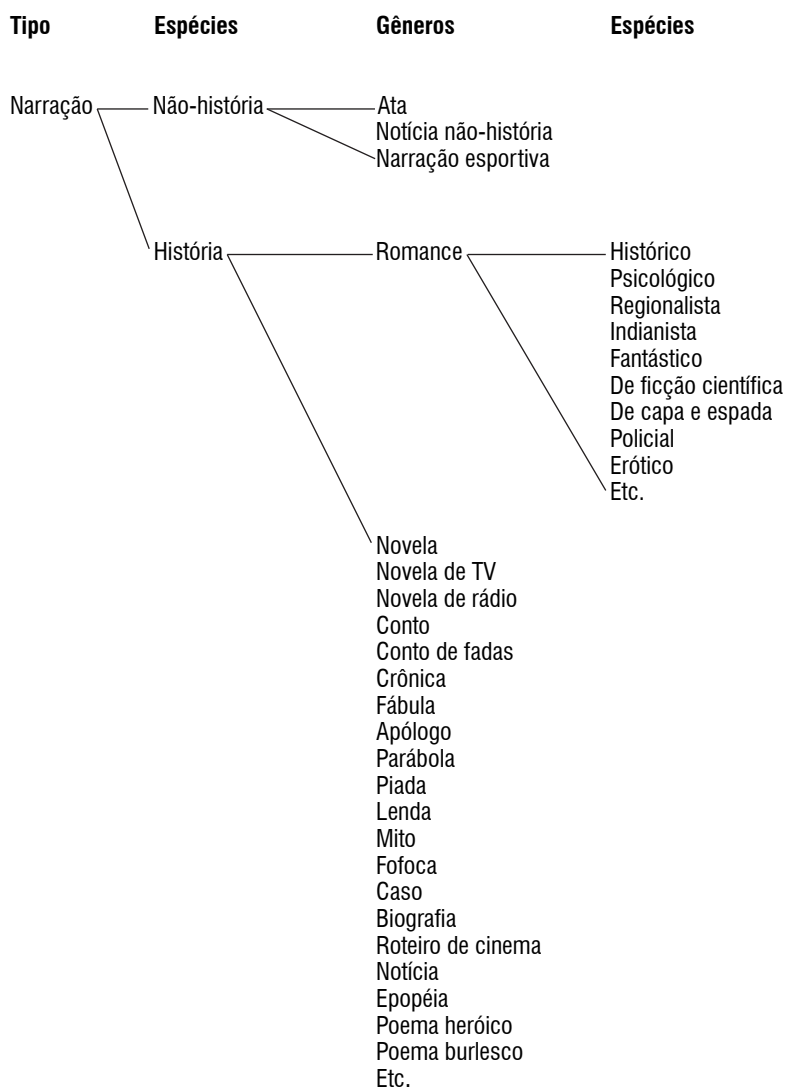 Tipo Espécies Gêneros Espécies
Narração Não-história Ata
Notícia não-história
Narração esportiva
História Romance Histórico
Psicológico
Regionalista
Indianista
Fantástico
De ficção científica
De capa e espada
Policial
Erótico
Etc.
Novela
Novela de TV
Novela de rádio
Conto
Conto de fadas
Crônica
Fábula
Apólogo
Parábola
Piada
Lenda
Mito
Fofoca
Caso
Biografia
Roteiro de cinema
Notícia
Epopéia
Poema heróico
Poema burlesco
Etc.